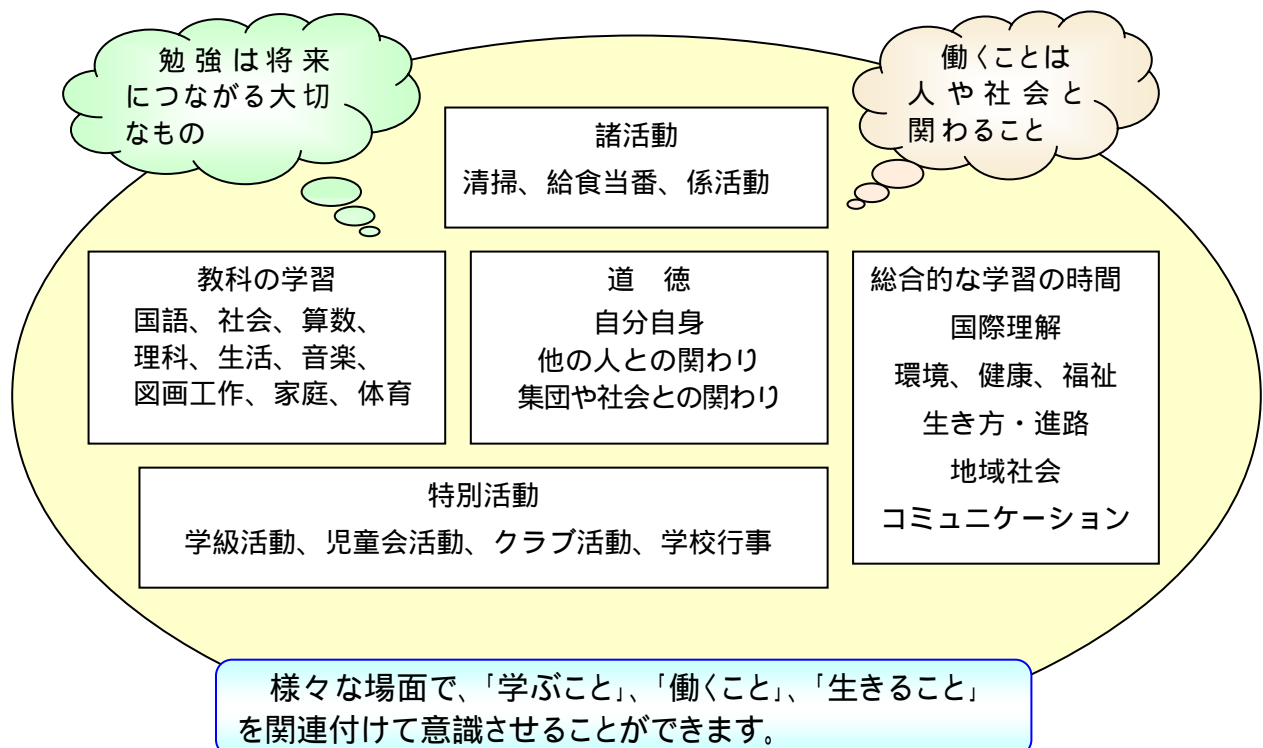 勉強は将来
につながる大切
なもの
働くことは
人や社会と
関わること
諸活動
清掃、給食当番、係活動
教科の学習
国語、社会、算数、
理科、生活、音楽、
図画工作、家庭、体育
道　徳
自分自身
他の人との関わり
集団や社会との関わり
総合的な学習の時間
国際理解
環境、健康、福祉
生き方・進路
地域社会
コミュニケーション
特別活動
学級活動、児童会活動、クラブ活動、学校行事
様々な場面で、「学ぶこと」、「働くこと」、「生きること」
を関連付けて意識させることができます。